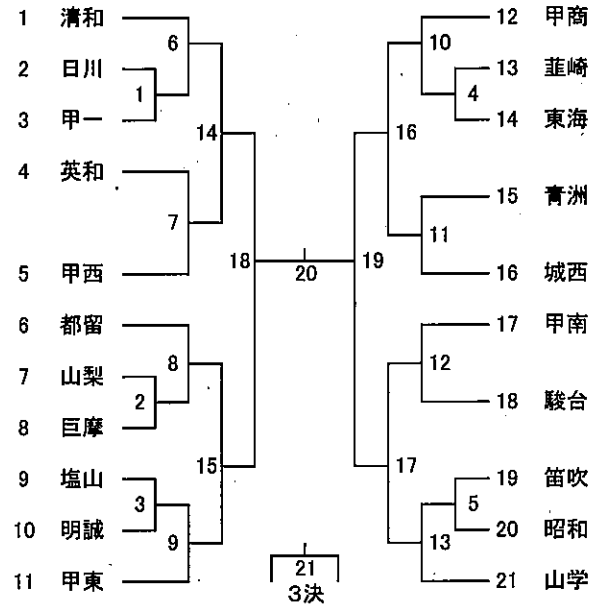 1 清和
2 日川
3 甲一
4 英和
5 甲西
6 都留
7 山梨
8 巨摩
9 塩山
10 明誠
11 甲東
6
1
14
7
18
8
2
15
3
9
20
21
3決
12 甲商
13 韮崎
14 東海
15 青洲
16 城西
17 甲南
18 駿台
19 笛吹
20 昭和
21 山学
10
4
16
11
19
12
17
5
13